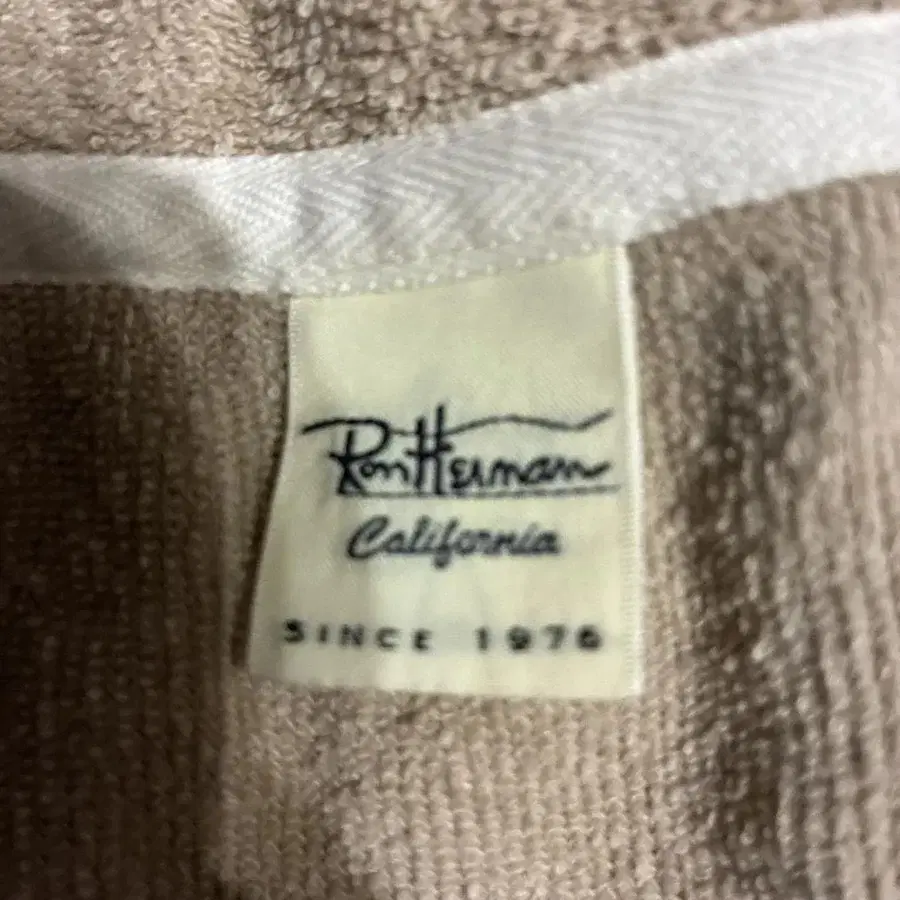 Ron Herman
California
SINCE 1976